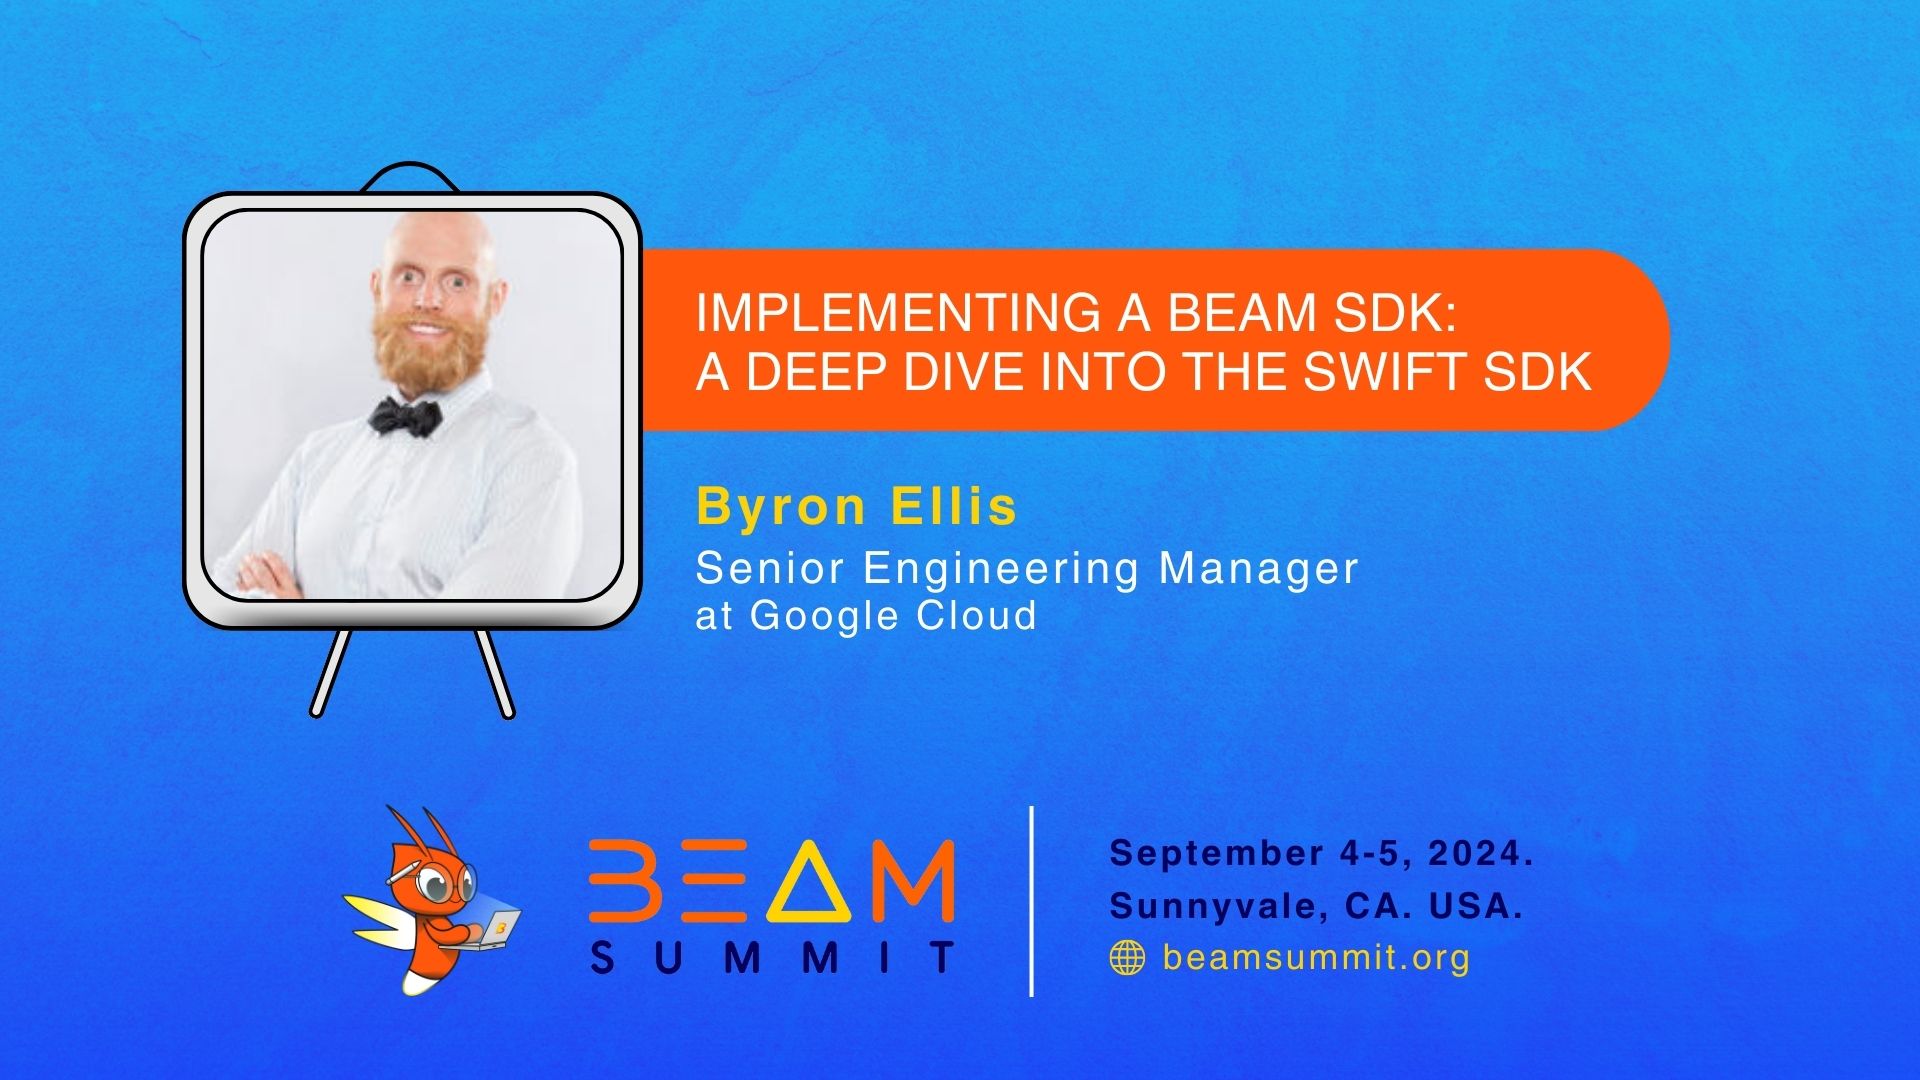 IMPLEMENTING A BEAM SDK:
A DEEP DIVE INTO THE SWIFT SDK
Byron Ellis
Senior Engineering Manager
at Google Cloud
BEAM
SUMMIT
September 4-5, 2024.
Sunnyvale, CA. USA.
beamsummit.org